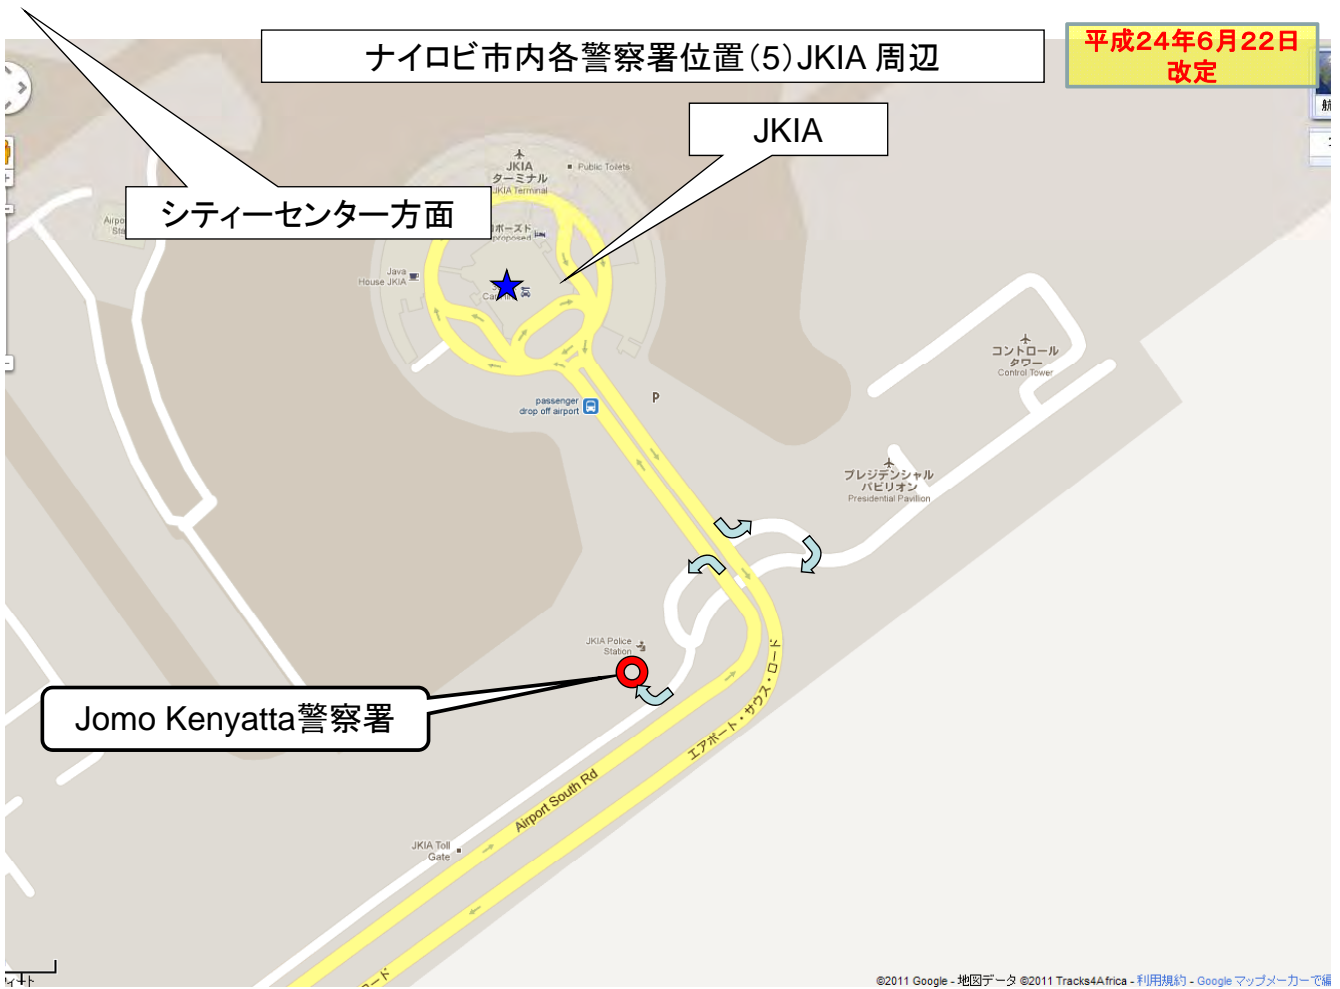 ナイロビ市内各警察署位置(5)JKIA 周辺
平成24年6月22日
改定
JKIA
シティーセンター方面
JKIA
ターミナル
JKIA Terminal
Public Toilets
Java
House JKIA
passenger
drop off airport
P
コントロール
タワー
Control Tower
プレジデンシャル
パビリオン
Presidential Pavilion
JKIA Police
Station
Jomo Kenyatta警察署
エアポート・サウス・ロード
Airport South Rd
JKIA Toll
Gate
©2011 Google - 地図データ ©2011 Tracks4Africa - 利用規約 - Google マップメーカーで編